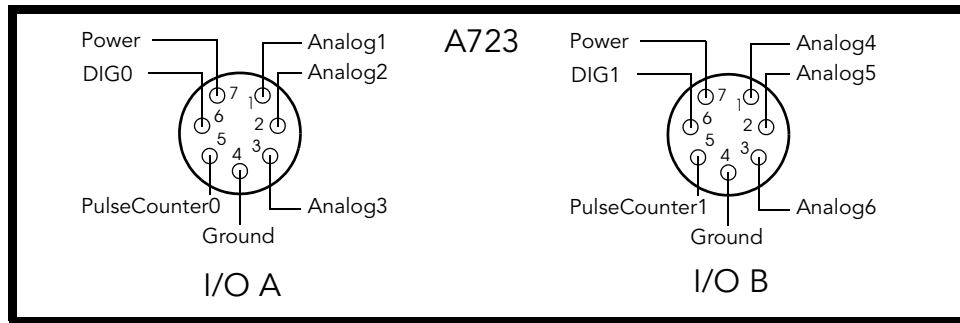 A723
Power
Analog1
DIG0
Analog2
7
1
6
2
5
3
4
PulseCounter0
Analog3
Ground
I/O A
Power
Analog4
DIG1
Analog5
7
1
6
2
5
3
4
PulseCounter1
Analog6
Ground
I/O B